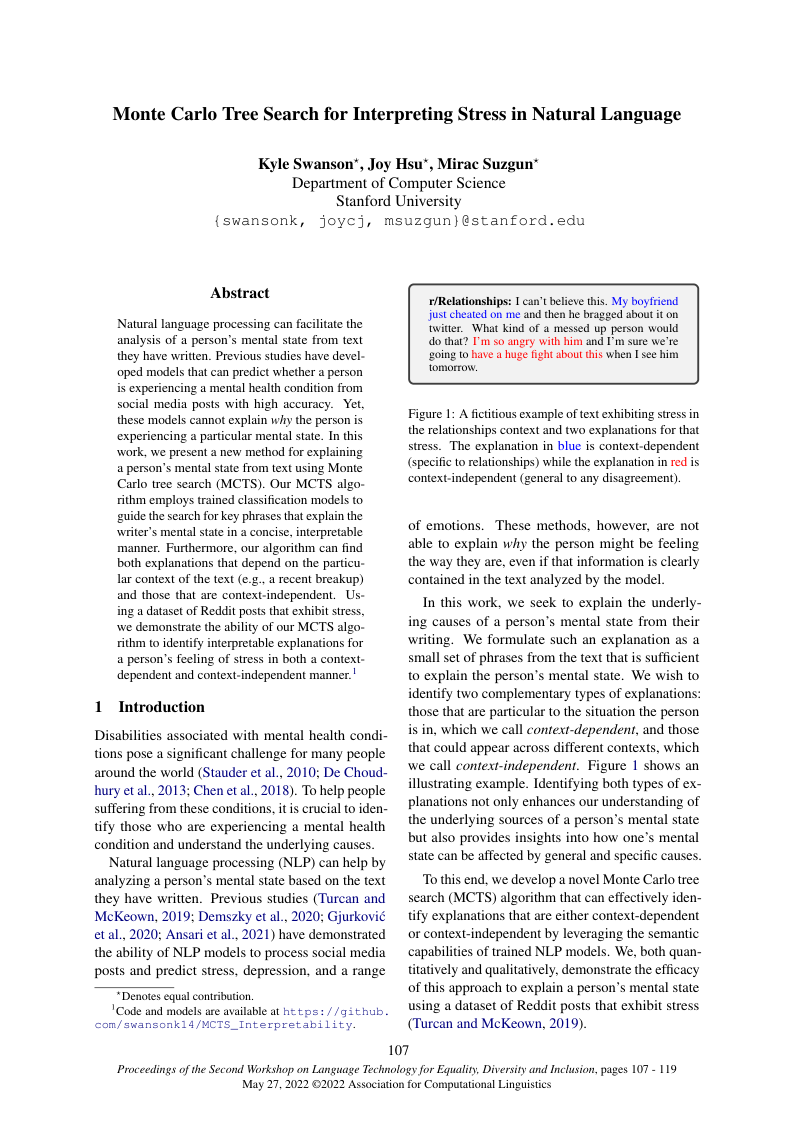 Monte Carlo Tree Search for Interpreting Stress in Natural Language
Kyle Swanson⋆, Joy Hsu⋆, Mirac Suzgun⋆
Department of Computer Science
Stanford University
{swansonk, joycj, msuzgun}@stanford.edu
Abstract
Natural language processing can facilitate the
analysis of a person's mental state from text
they have written. Previous studies have devel-
oped models that can predict whether a person
is experiencing a mental health condition from
social media posts with high accuracy. Yet,
these models cannot explain why the person is
experiencing a particular mental state. In this
work, we present a new method for explaining
a person's mental state from text using Monte
Carlo tree search (MCTS). Our MCTS algo-
rithm employs trained classification models to
guide the search for key phrases that explain the
writer's mental state in a concise, interpretable
manner. Furthermore, our algorithm can find
both explanations that depend on the particu-
lar context of the text (e.g., a recent breakup)
and those that are context-independent. Us-
ing a dataset of Reddit posts that exhibit stress,
we demonstrate the ability of our MCTS algo-
rithm to identify interpretable explanations for
a person's feeling of stress in both a context-
dependent and context-independent manner.1
1 Introduction
Disabilities associated with mental health condi-
tions pose a significant challenge for many people
around the world (Stauder et al., 2010; De Choud-
hury et al., 2013; Chen et al., 2018). To help people
suffering from these conditions, it is crucial to iden-
tify those who are experiencing a mental health
condition and understand the underlying causes.
Natural language processing (NLP) can help by
analyzing a person's mental state based on the text
they have written. Previous studies (Turcan and
McKeown, 2019; Demszky et al., 2020; Gjurković
et al., 2020; Ansari et al., 2021) have demonstrated
the ability of NLP models to process social media
posts and predict stress, depression, and a range
⋆Denotes equal contribution.
1Code and models are available at https://github.
com/swansonk14/MCTS_Interpretability.
r/Relationships: I can't believe this. My boyfriend
just cheated on me and then he bragged about it on
twitter. What kind of a messed up person would
do that? I'm so angry with him and I'm sure we're
going to have a huge fight about this when I see him
tomorrow.
Figure 1: A fictitious example of text exhibiting stress in
the relationships context and two explanations for that
stress. The explanation in blue is context-dependent
(specific to relationships) while the explanation in red is
context-independent (general to any disagreement).
of emotions. These methods, however, are not
able to explain why the person might be feeling
the way they are, even if that information is clearly
contained in the text analyzed by the model.
In this work, we seek to explain the underly-
ing causes of a person's mental state from their
writing. We formulate such an explanation as a
small set of phrases from the text that is sufficient
to explain the person's mental state. We wish to
identify two complementary types of explanations:
those that are particular to the situation the person
is in, which we call context-dependent, and those
that could appear across different contexts, which
we call context-independent. Figure 1 shows an
illustrating example. Identifying both types of ex-
planations not only enhances our understanding of
the underlying sources of a person's mental state
but also provides insights into how one's mental
state can be affected by general and specific causes.
To this end, we develop a novel Monte Carlo tree
search (MCTS) algorithm that can effectively iden-
tify explanations that are either context-dependent
or context-independent by leveraging the semantic
capabilities of trained NLP models. We, both quan-
titatively and qualitatively, demonstrate the efficacy
of this approach to explain a person's mental state
using a dataset of Reddit posts that exhibit stress
(Turcan and McKeown, 2019).
107
Proceedings of the Second Workshop on Language Technology for Equality, Diversity and Inclusion, pages 107 - 119
May 27, 2022 ©2022 Association for Computational Linguistics